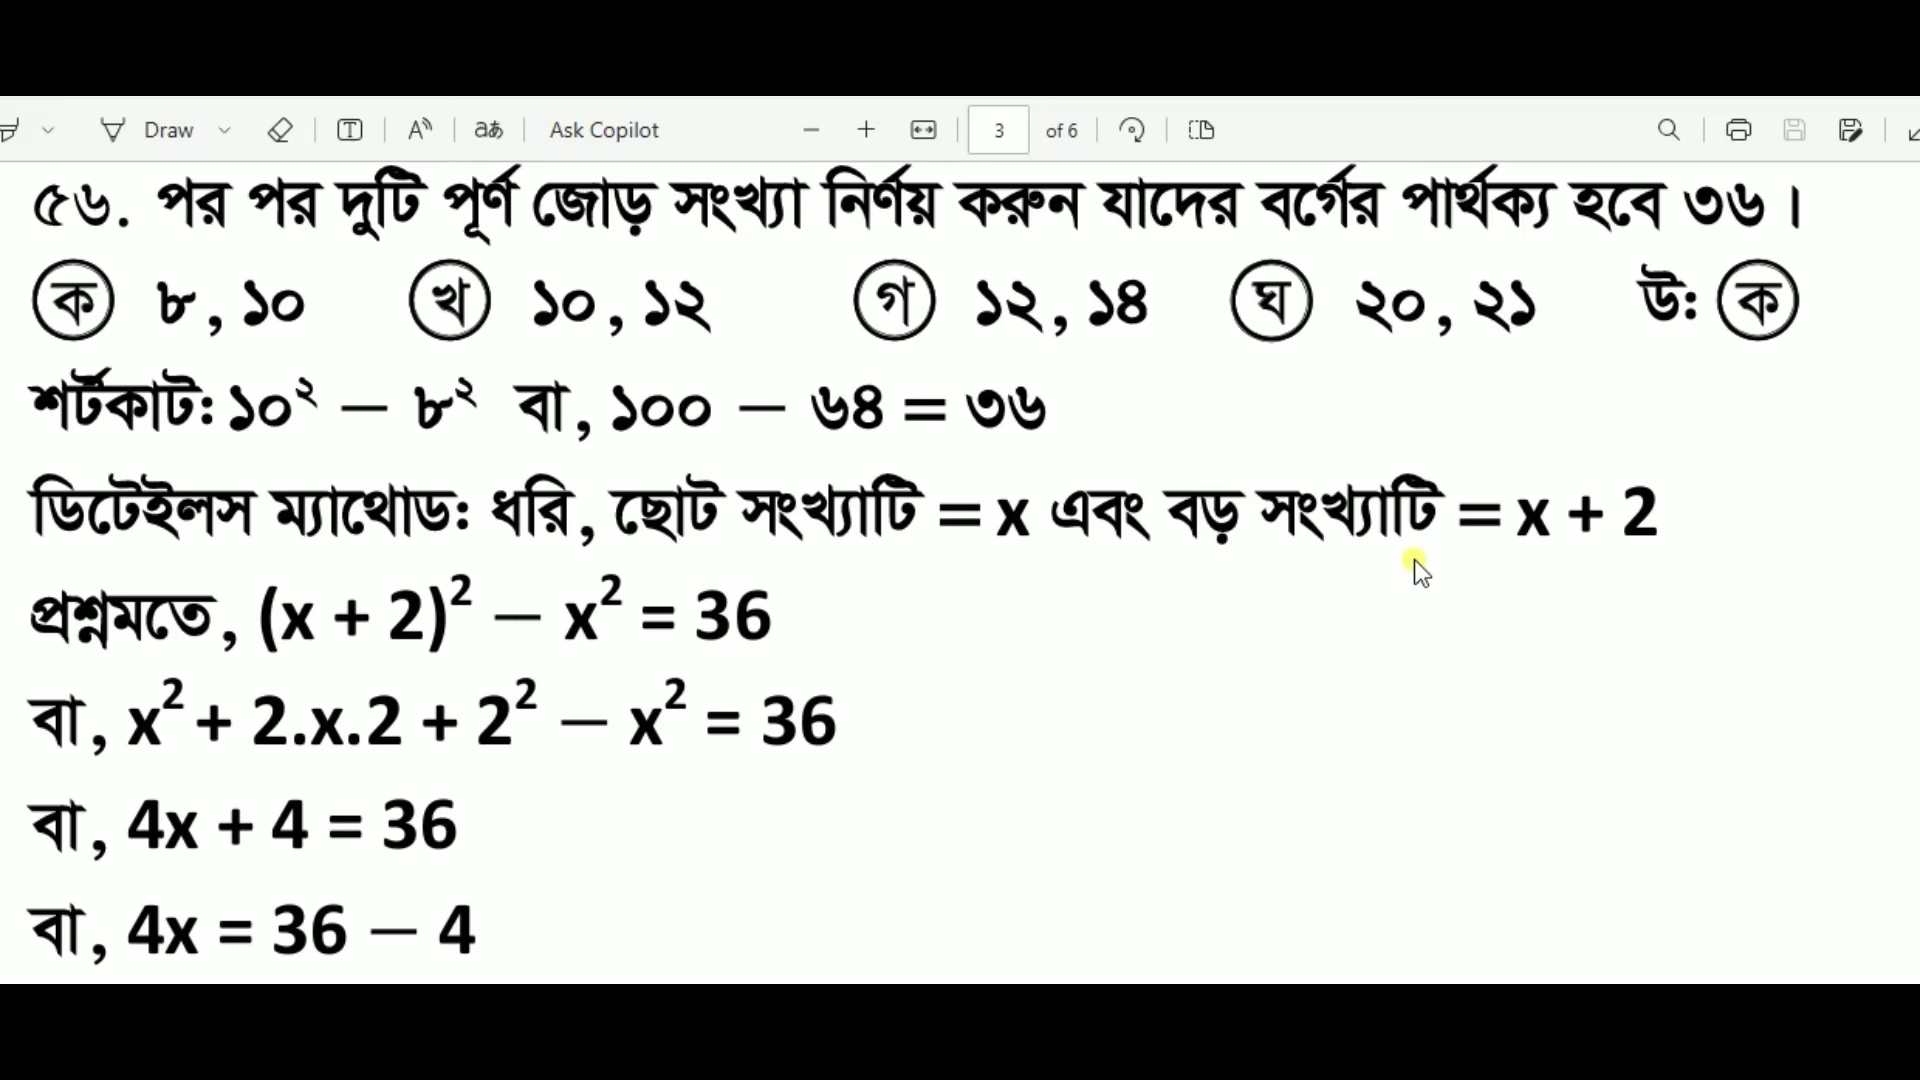 Draw Ask Copilot 3 of 6
৫৬. পর পর দুটি পূর্ণ জোড় সংখ্যা নির্ণয় করুন যাদের বর্গের পার্থক্য হবে ৩৬।
ক ৮, ১০ খ ১০, ১২ গ ১২, ১৪ ঘ ২০, ২১ উঃ ক
শর্টকাটঃ ১০² − ৮² বা, ১০০ − ৬৪ = ৩৬
ডিটেইলস ম্যাথোডঃ ধরি, ছোট সংখ্যাটি = x এবং বড় সংখ্যাটি = x + 2
প্রশ্নমতে, (x + 2)² − x² = 36
বা, x² + 2.x.2 + 2² − x² = 36
বা, 4x + 4 = 36
বা, 4x = 36 − 4